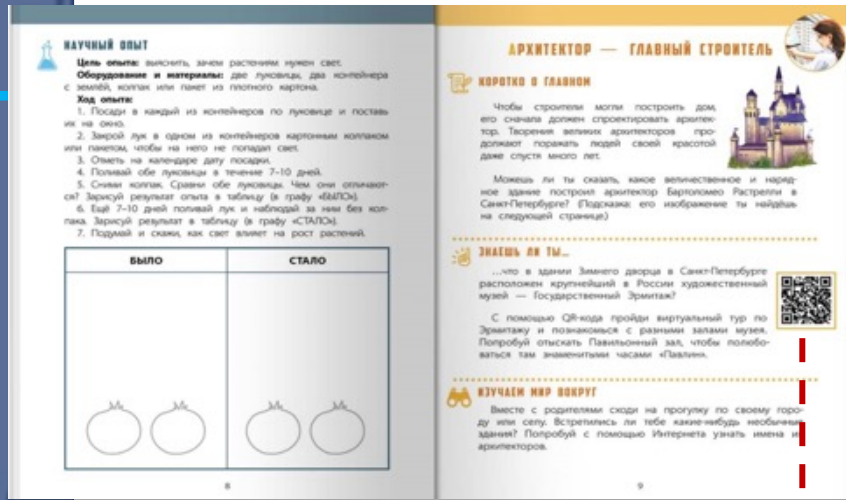 НАУЧНЫЙ ОПЫТ
Цель опыта: выяснить, зачем растениям нужен свет.
Оборудование и материалы: две луковицы, два контейнера
с землёй, колпак или пакет из плотного картона.
Ход опыта:
1. Посади в каждый из контейнеров по луковице и поставь
их на окно.
2. Закрой лук в одном из контейнеров картонным колпаком
или пакетом, чтобы на него не попадал свет.
3. Отметь на календаре дату посадки.
4. Поливай обе луковицы в течение 7–10 дней.
5. Сними колпак. Сравни обе луковицы. Чем они отличают-
ся? Зарисуй результат опыта в таблицу (в графу «БЫЛО»).
6. Ещё 7–10 дней поливай лук и наблюдай за ним без кол-
пака. Зарисуй результат в таблицу (в графу «СТАЛО»).
7. Подумай и скажи, как свет влияет на рост растений.
БЫЛО СТАЛО
8
АРХИТЕКТОР — ГЛАВНЫЙ СТРОИТЕЛЬ
КОРОТКО О ГЛАВНОМ
Чтобы строители могли построить дом,
его сначала должен спроектировать архитек-
тор. Творения великих архитекторов про-
должают поражать людей своей красотой
даже спустя много лет.
Можешь ли ты сказать, какое величественное и наряд-
ное здание построил архитектор Бартоломео Растрелли в
Санкт-Петербурге? (Подсказка: его изображение ты найдёшь
на следующей странице.)
ЗНАЕШЬ ЛИ ТЫ...
...что в здании Зимнего дворца в Санкт-Петербурге
расположен крупнейший в России художественный
музей — Государственный Эрмитаж?
С помощью QR-кода пройди виртуальный тур по
Эрмитажу и познакомься с разными залами музея.
Попробуй отыскать Павильонный зал, чтобы полюбо-
ваться там знаменитыми часами «Павлин».
ИЗУЧАЕМ МИР ВОКРУГ
Вместе с родителями сходи на прогулку по своему горо-
ду или селу. Встретились ли тебе какие-нибудь необычные
здания? Попробуй с помощью Интернета узнать имена их
архитекторов.
9